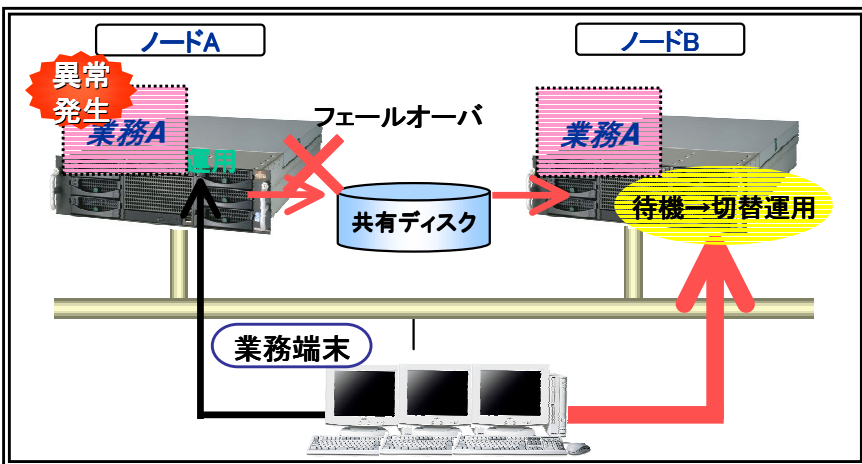 ノードA
ノードB
異常
発生
業務A
運用
フェールオーバ
業務A
共有ディスク
待機→切替運用
業務端末